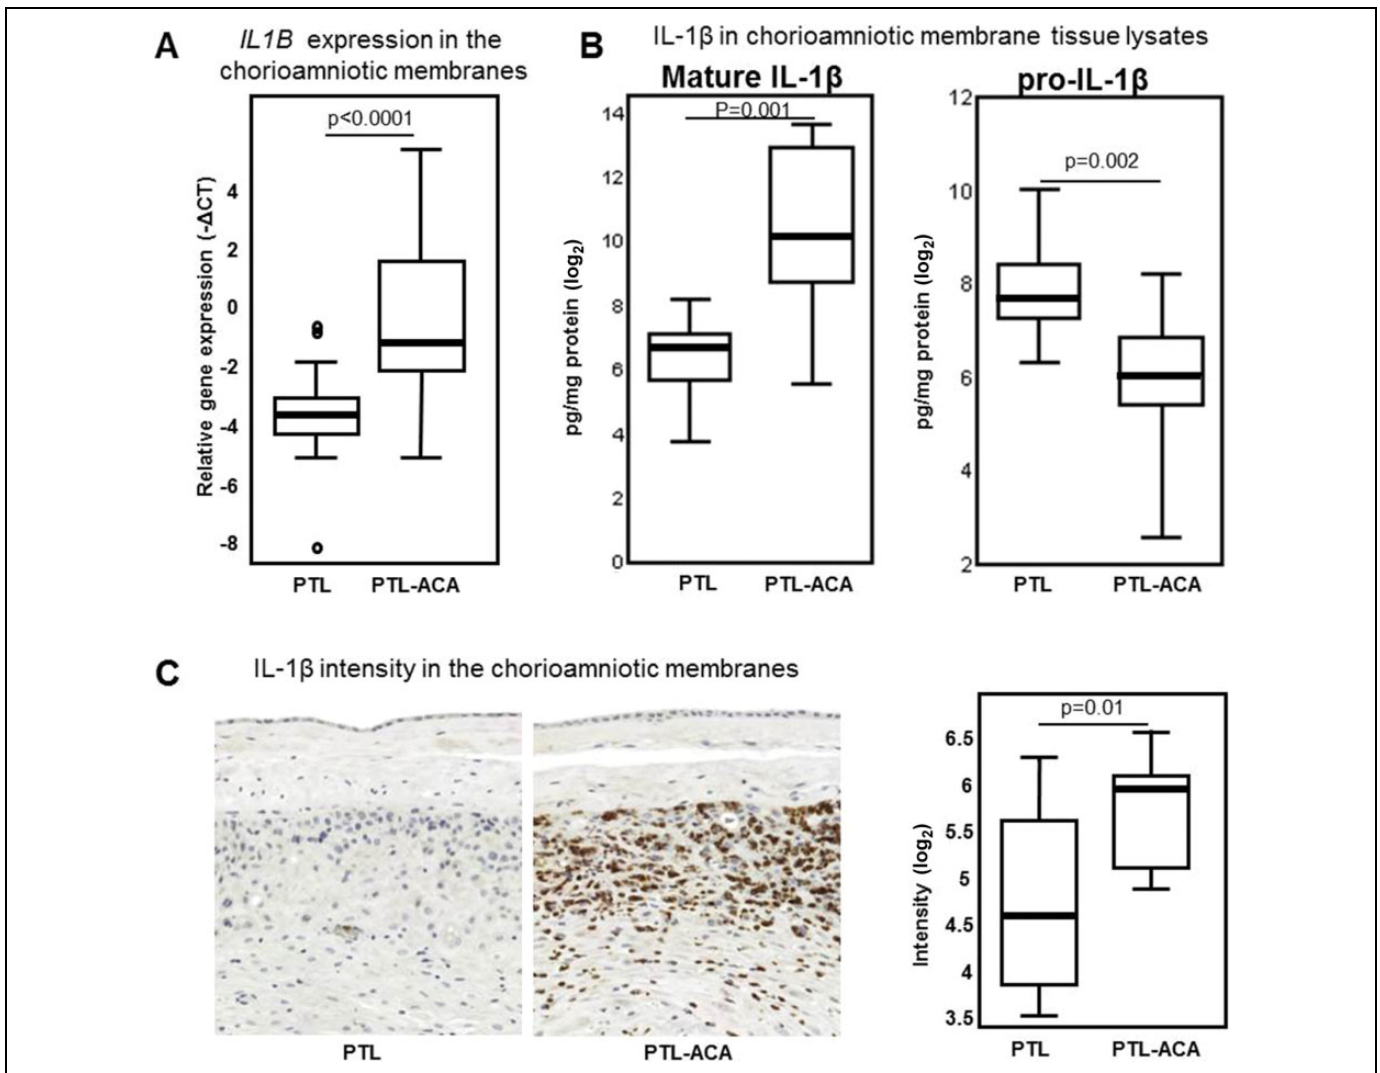 A
IL1B expression in the
chorioamniotic membranes
p<0.0001
Relative gene expression (-ΔCT)
4
2
0
-2
-4
-6
-8
PTL
PTL-ACA
B
IL-1β in chorioamniotic membrane tissue lysates
Mature IL-1β
P=0.001
pg/mg protein (log₂)
14
12
10
8
6
4
2
0
PTL
PTL-ACA
pro-IL-1β
p=0.002
pg/mg protein (log₂)
12
10
8
6
4
2
PTL
PTL-ACA
C
IL-1β intensity in the chorioamniotic membranes
PTL
PTL-ACA
p=0.01
Intensity (log₂)
6.5
6
5.5
5
4.5
4
3.5
PTL
PTL-ACA